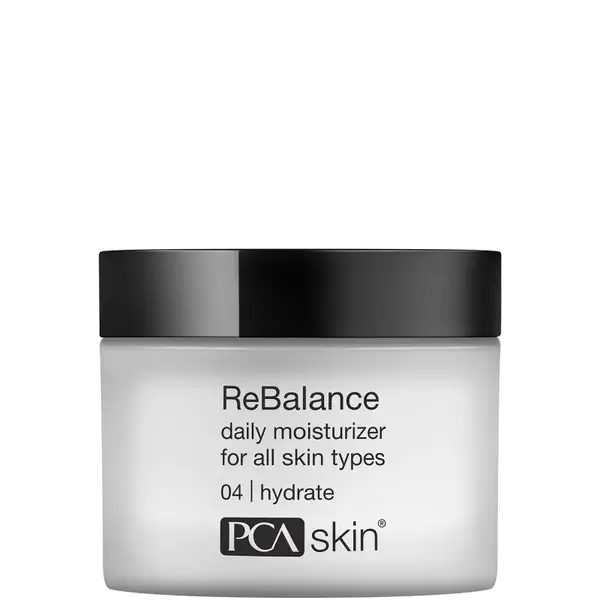 ReBalance
daily moisturizer
for all skin types
04 | hydrate
PCA skin®